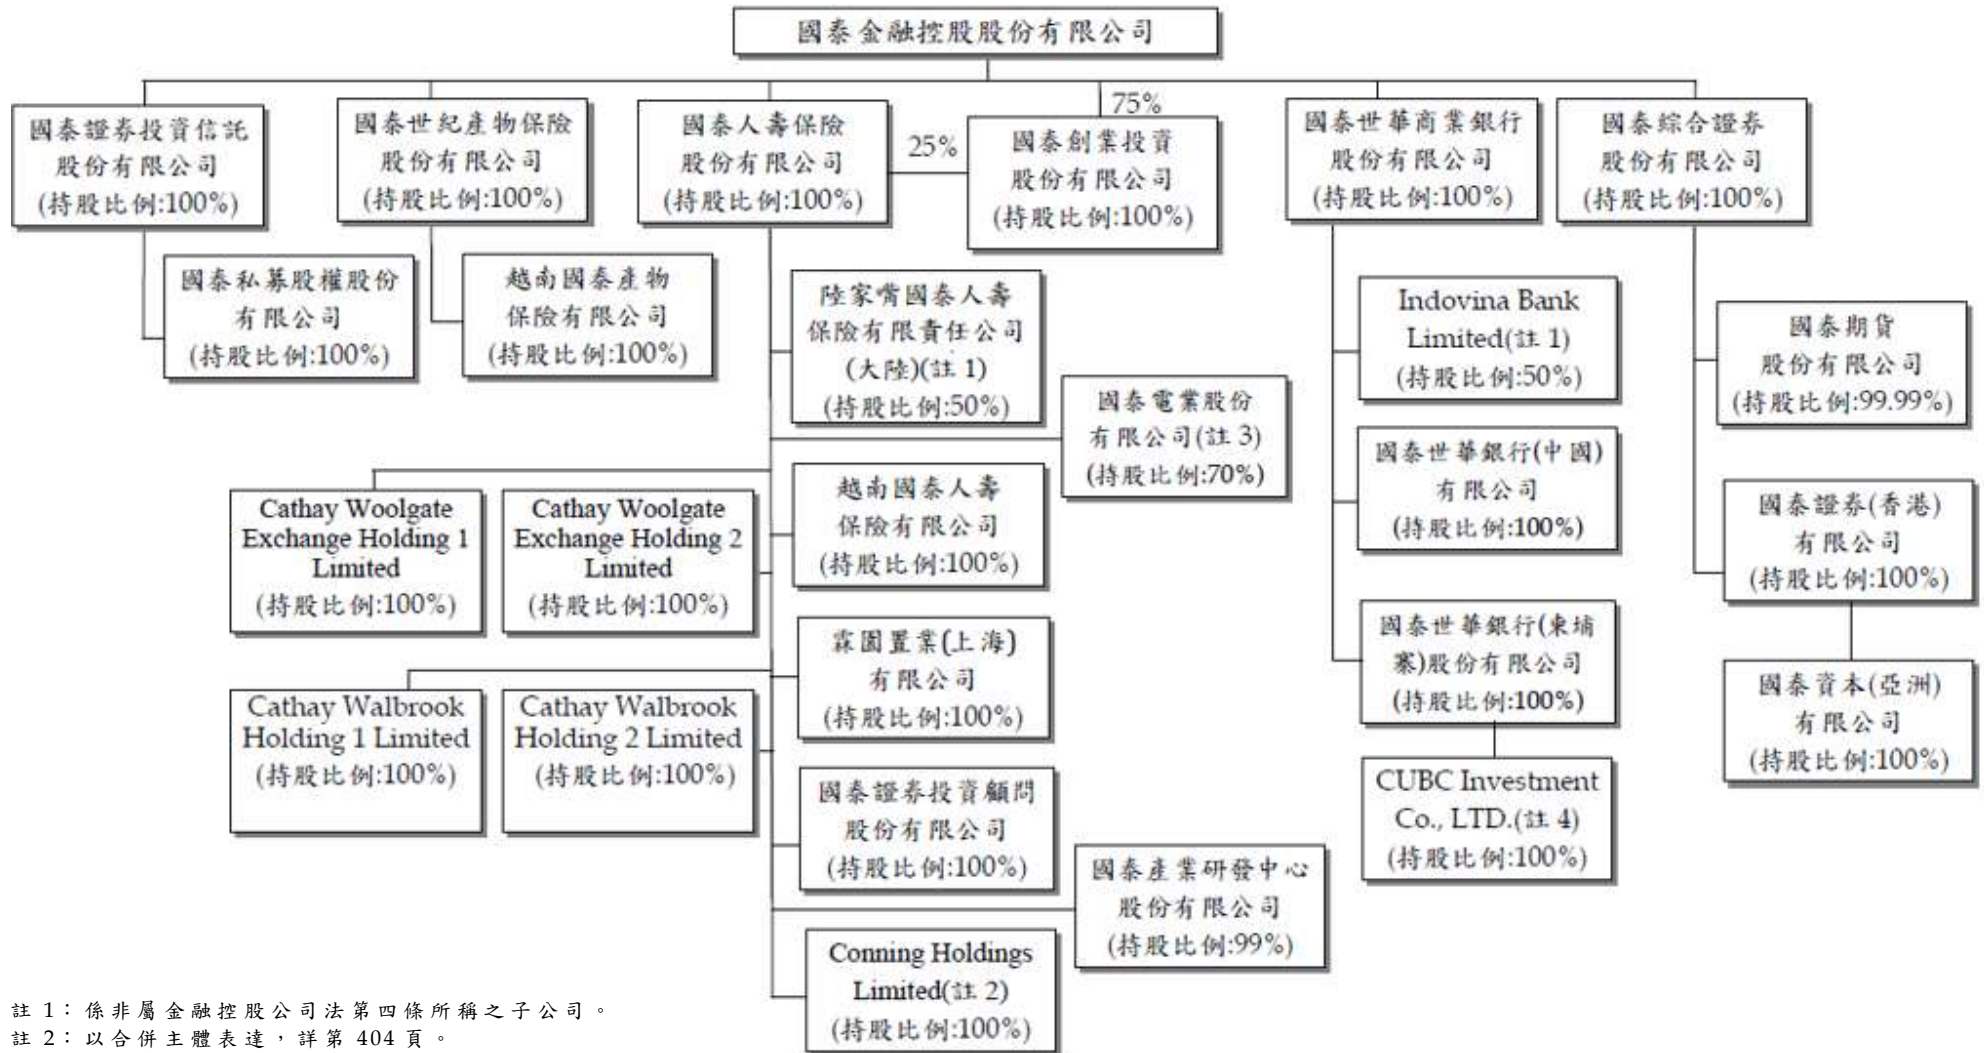 國泰金融控股股份有限公司
國泰證券投資信託
股份有限公司
(持股比例:100%)
國泰世紀產物保險
股份有限公司
(持股比例:100%)
國泰人壽保險
股份有限公司
(持股比例:100%)
25%
75%
國泰創業投資
股份有限公司
(持股比例:100%)
國泰世華商業銀行
股份有限公司
(持股比例:100%)
國泰綜合證券
股份有限公司
(持股比例:100%)
國泰私募股權股份
有限公司
(持股比例:100%)
越南國泰產物
保險有限公司
(持股比例:100%)
陸家嘴國泰人壽
保險有限責任公司
(大陸)(註 1)
(持股比例:50%)
國泰電業股份
有限公司(註 3)
(持股比例:70%)
Indovina Bank
Limited(註 1)
(持股比例:50%)
國泰期貨
股份有限公司
(持股比例:99.99%)
Cathay Woolgate
Exchange Holding 1
Limited
(持股比例:100%)
Cathay Woolgate
Exchange Holding 2
Limited
(持股比例:100%)
越南國泰人壽
保險有限公司
(持股比例:100%)
國泰世華銀行(中國)
有限公司
(持股比例:100%)
國泰證券(香港)
有限公司
(持股比例:100%)
霖園置業(上海)
有限公司
(持股比例:100%)
國泰世華銀行(柬埔
寨)股份有限公司
(持股比例:100%)
國泰資本(亞洲)
有限公司
(持股比例:100%)
Cathay Walbrook
Holding 1 Limited
(持股比例:100%)
Cathay Walbrook
Holding 2 Limited
(持股比例:100%)
國泰證券投資顧問
股份有限公司
(持股比例:100%)
CUBC Investment
Co., LTD.(註 4)
(持股比例:100%)
國泰產業研發中心
股份有限公司
(持股比例:99%)
Conning Holdings
Limited(註 2)
(持股比例:100%)
註 1：係非屬金融控股公司法第四條所稱之子公司。
註 2：以合併主體表達，詳第 404 頁。